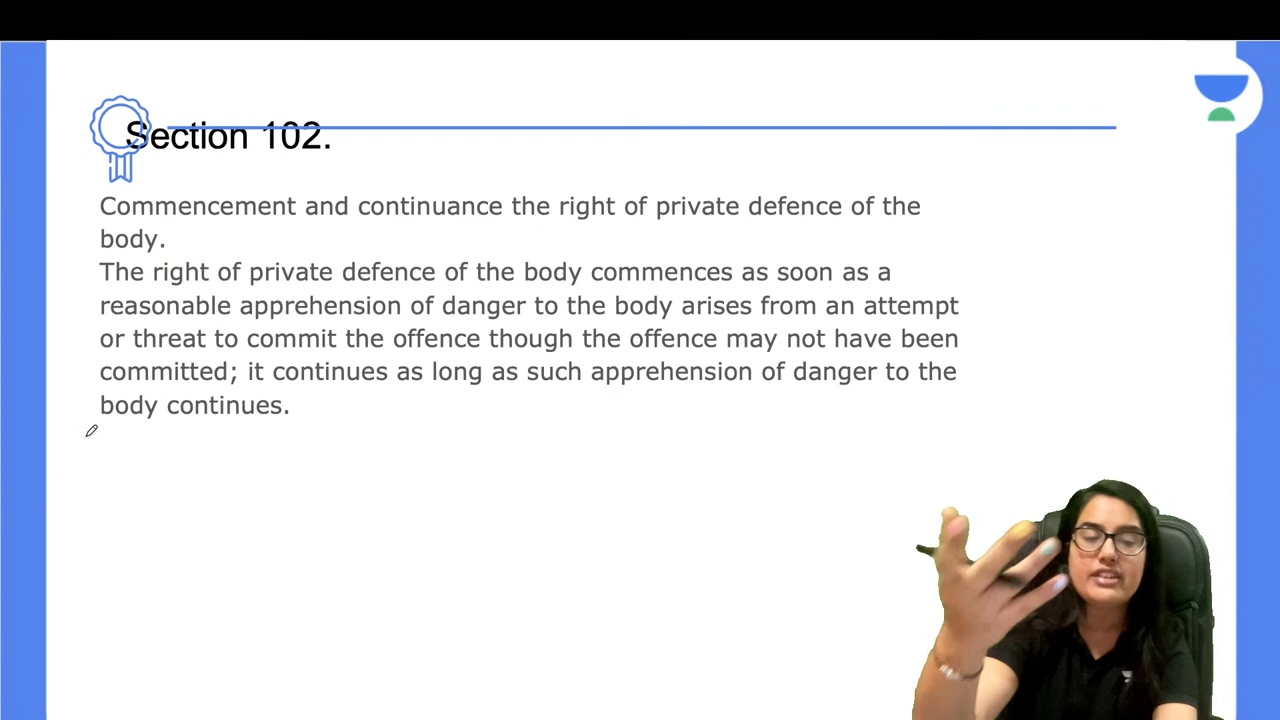 Section 102.
Commencement and continuance the right of private defence of the
body.
The right of private defence of the body commences as soon as a
reasonable apprehension of danger to the body arises from an attempt
or threat to commit the offence though the offence may not have been
committed; it continues as long as such apprehension of danger to the
body continues.